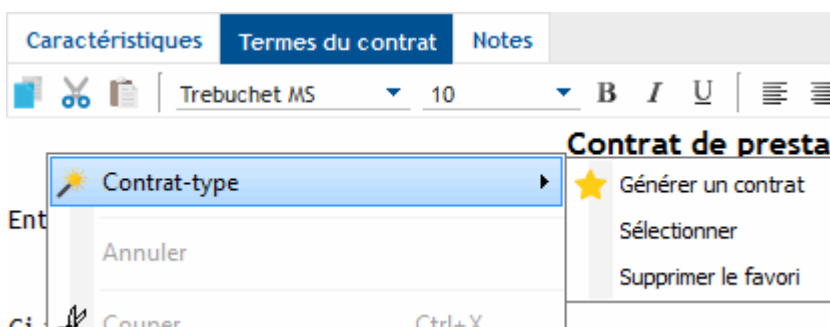 Caractéristiques Termes du contrat Notes
Trebuchet MS 10 B I U
Contrat de presta
Contrat-type
Générer un contrat
Ent
Sélectionner
Annuler
Supprimer le favori
Couper Ctrl+X